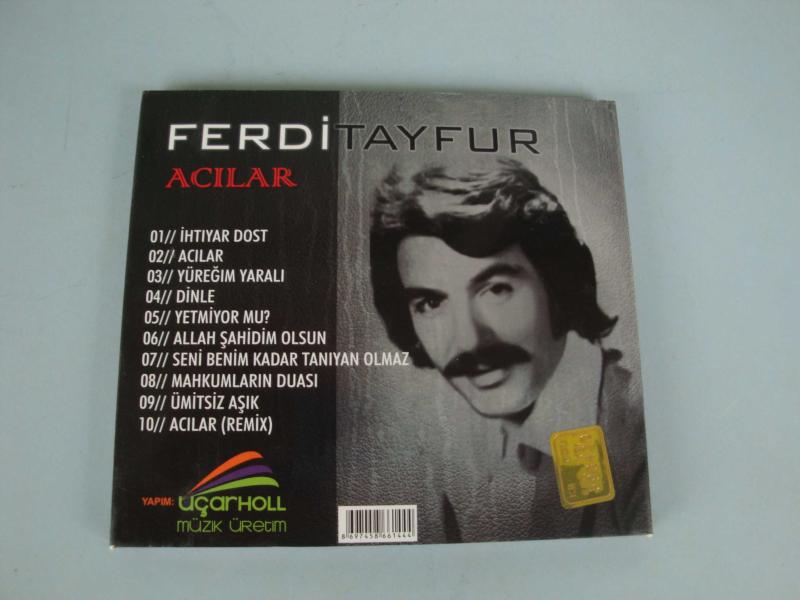 FERDİTAYFUR
ACILAR
01// İHTIYAR DOST
02// ACILAR
03// YÜREĞIM YARALI
04// DİNLE
05// YETMİYOR MU?
06// ALLAH ŞAHİDİM OLSUN
07// SENİ BENİM KADAR TANIYAN OLMAZ
08// MAHKUMLARIN DUASI
09// ÜMİTSİZ AŞIK
10// ACILAR (REMİX)
YAPIM: uçarHOLL
müzik üretim
8697458661444